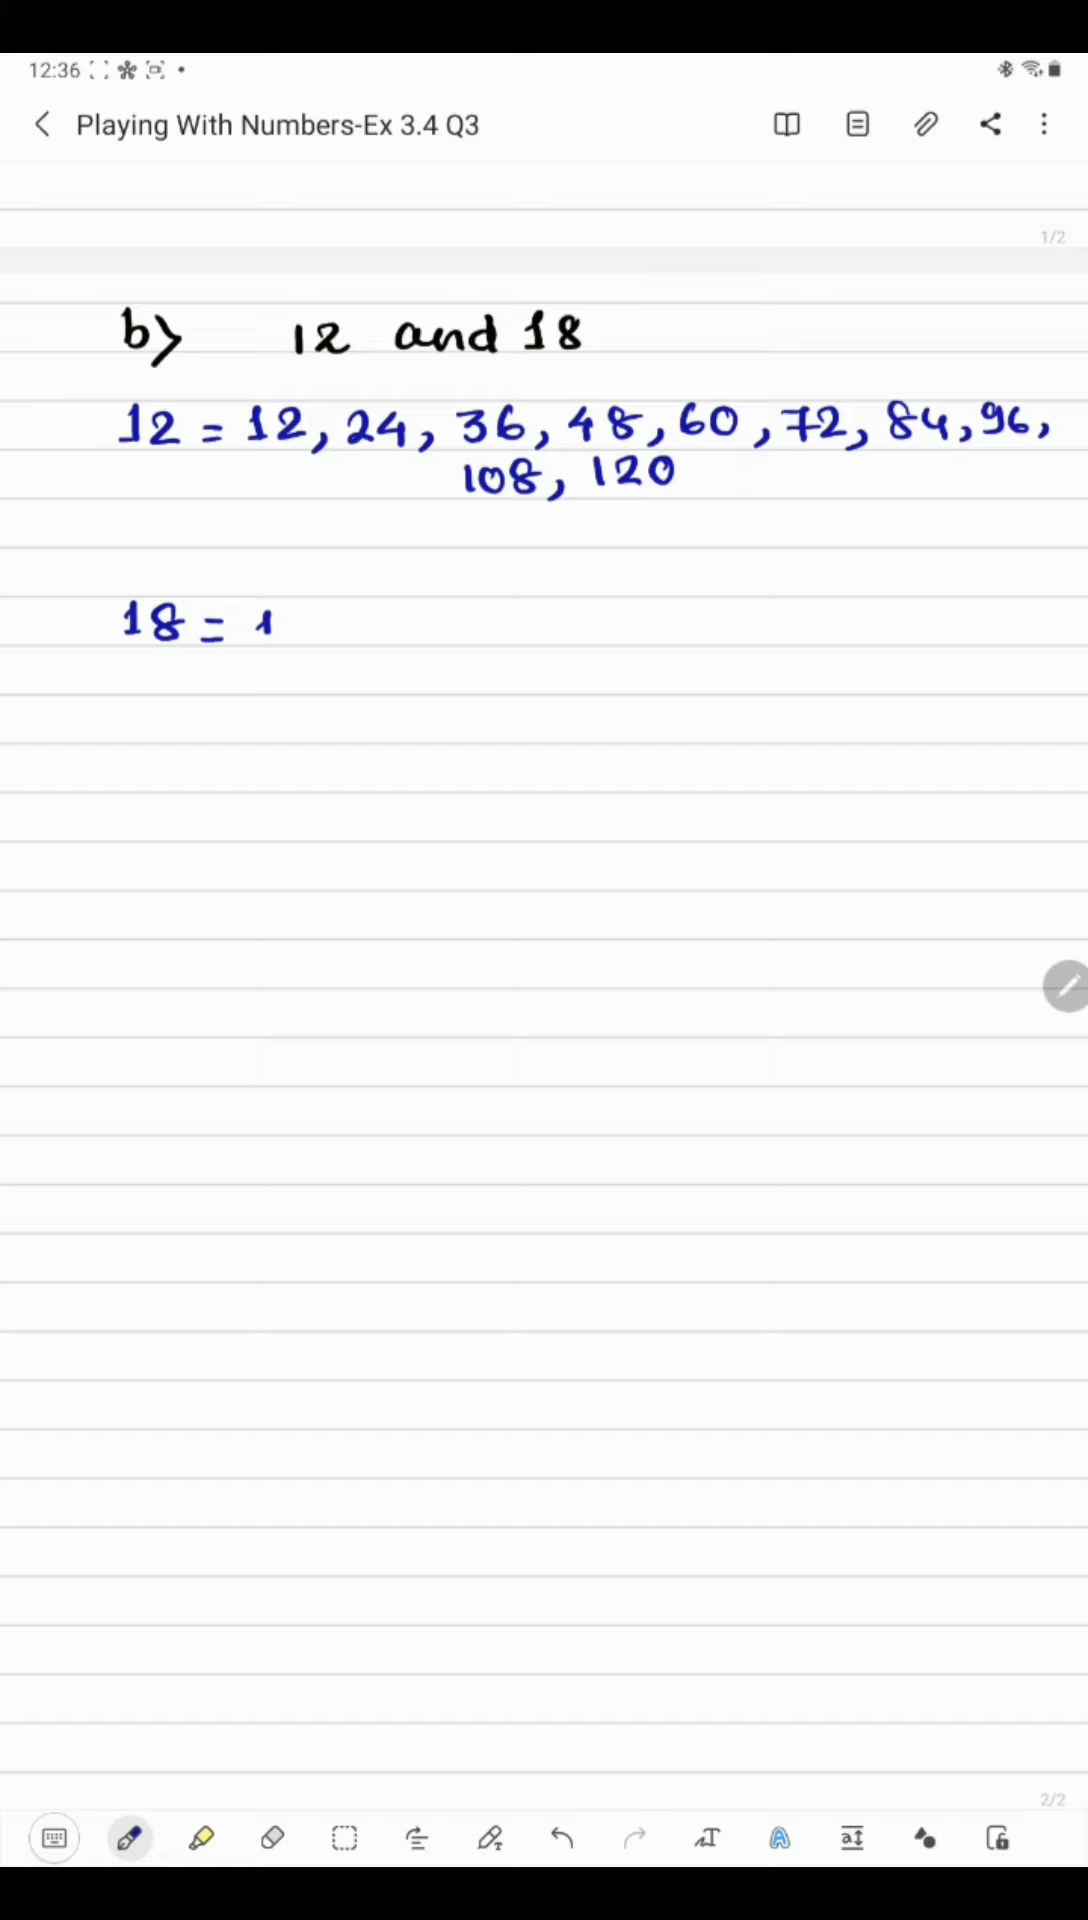 12:36
Playing With Numbers-Ex 3.4 Q3
1/2
b) 12 and 18
12 = 12, 24, 36, 48, 60, 72, 84, 96,
108, 120
18 = 1
2/2